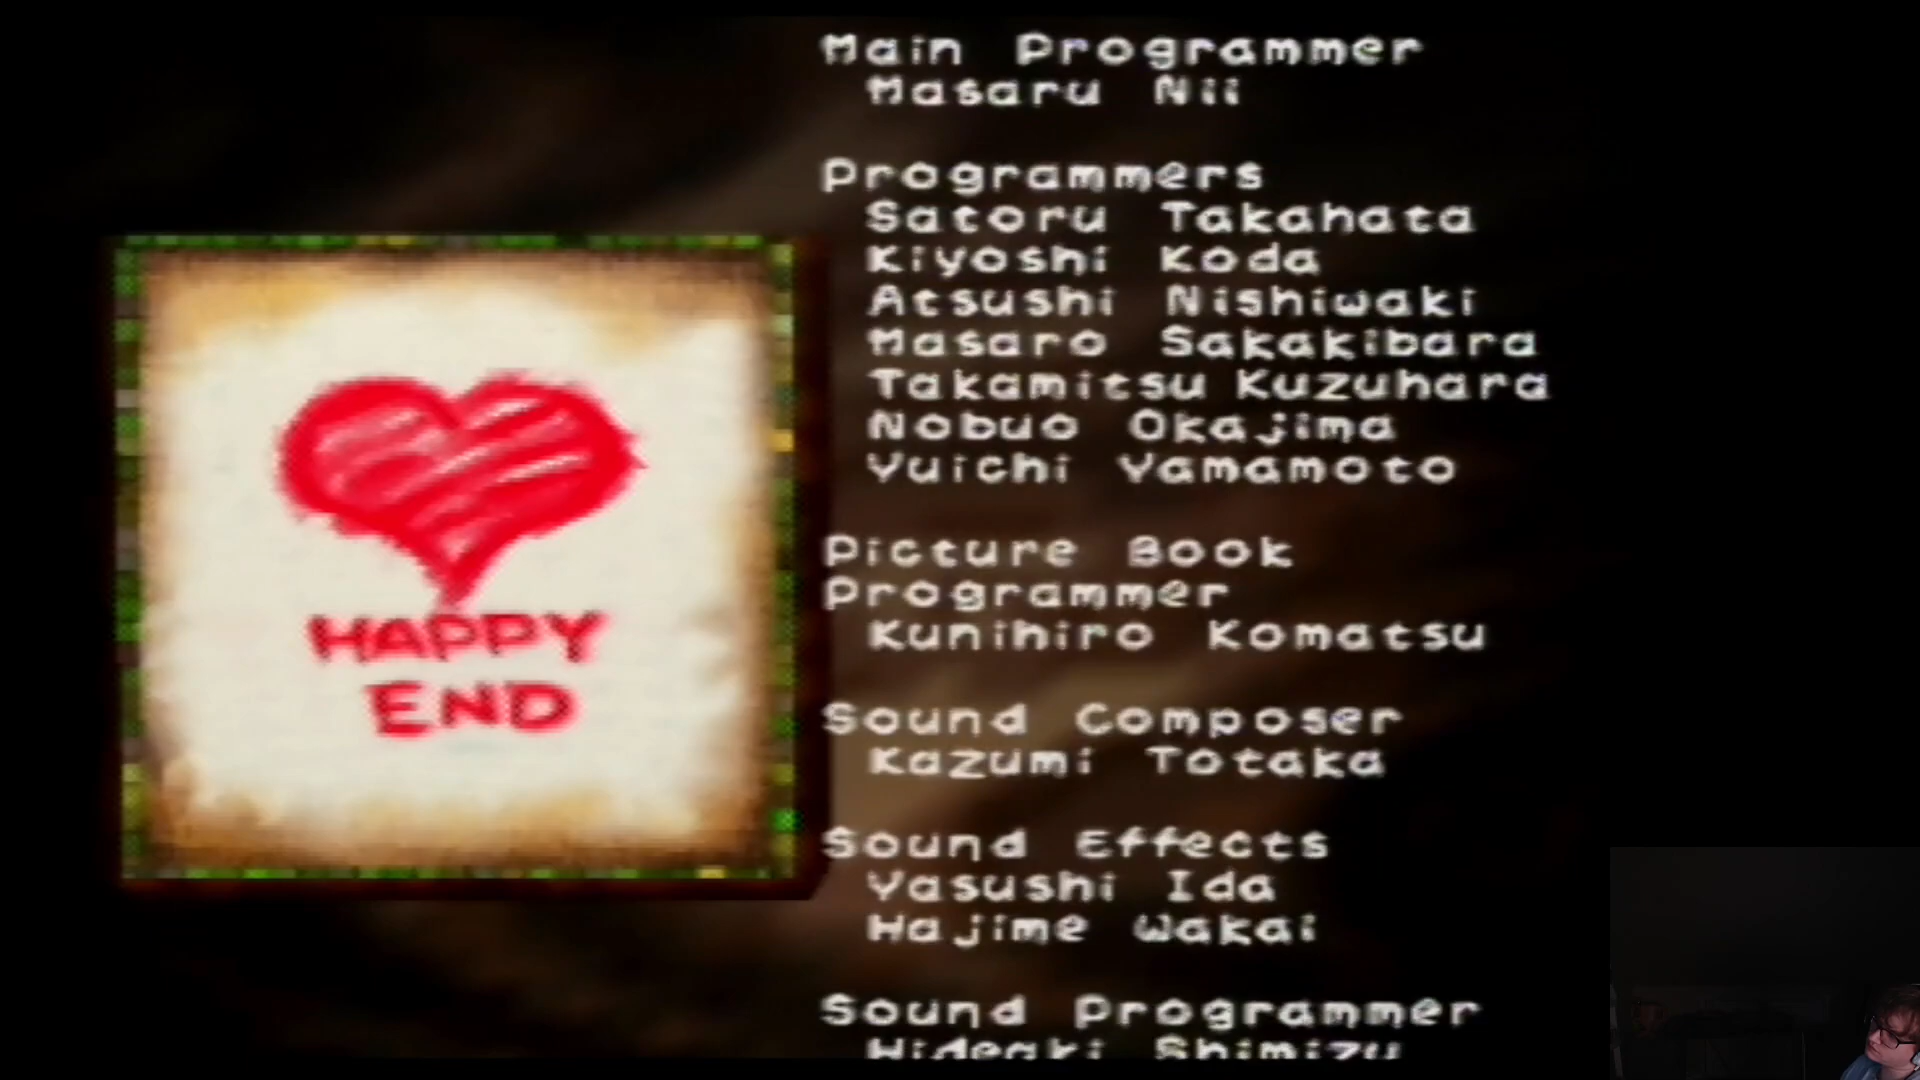 Main Programmer
Masaru Nii
Programmers
Satoru Takahata
Kiyoshi Koda
Atsushi Nishiwaki
Masaro Sakakibara
Takamitsu Kuzuhara
Nobuo Okajima
Yuichi Yamamoto
Picture Book
Programmer
Kunihiro Komatsu
Sound Composer
Kazumi Totaka
Sound Effects
Yasushi Ida
Hajime Wakai
Sound Programmer
Hideaki Shimizu
HAPPY
END